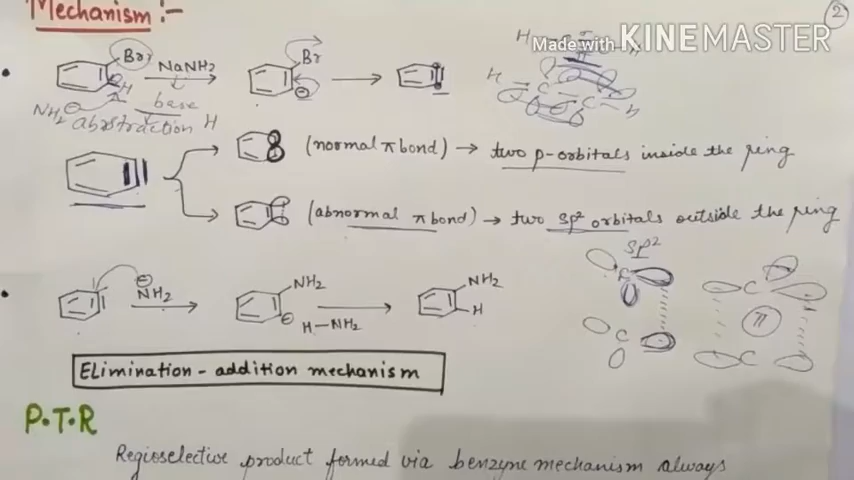 Mechanism :-
2
Made with KINEMASTER
Br NaNH2 Br
H
NH2 ⊖ base
abstraction H
H
H
(normal π bond) → two p-orbitals inside the ring
(abnormal π bond) → two sp² orbitals outside the ring
sp²
C C
⊖ NH2 NH2 ⊖ H-NH2 NH2 H
π
C C
Elimination - addition mechanism
P.T.R
Regioselective product formed via benzyne mechanism always